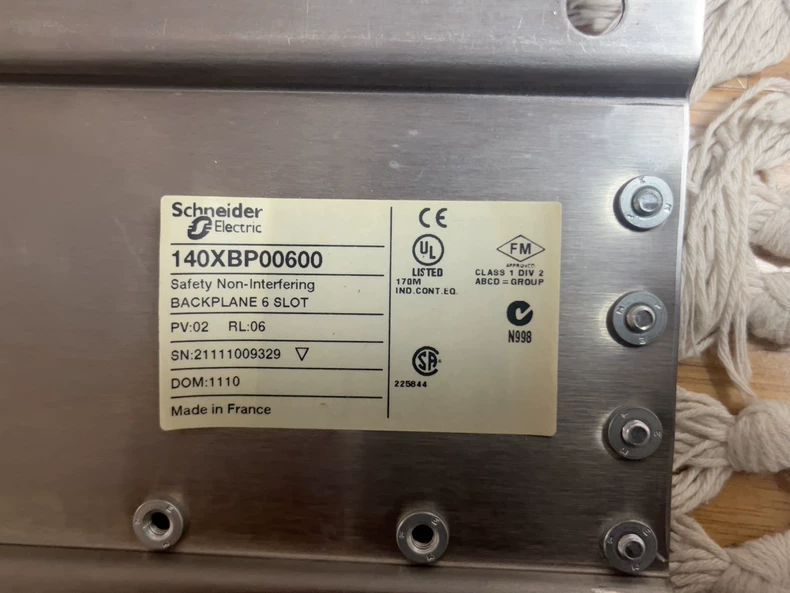 Schneider
Electric
140XBP00600
Safety Non-Interfering
BACKPLANE 6 SLOT
PV:02 RL:06
SN:21111009329
DOM:1110
Made in France
CE
UL
LISTED
170M
IND.CONT.EQ.
FM
APPROVED
CLASS 1 DIV 2
ABCD = GROUP
N998
SA
225844